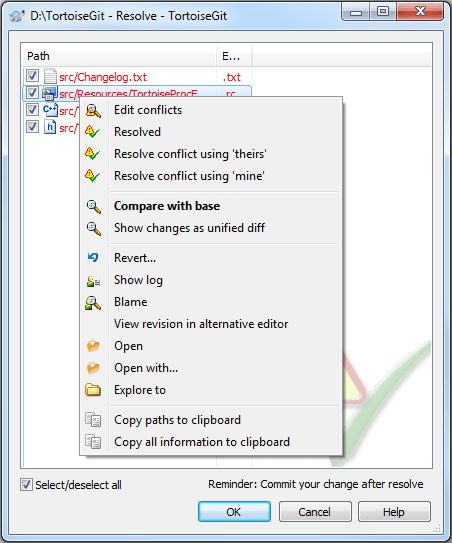 D:\TortoiseGit - Resolve - TortoiseGit
Path E...
src/Changelog.txt .txt
src/Resources/TortoiseProcE .rc
src/
src/
Edit conflicts
Resolved
Resolve conflict using 'theirs'
Resolve conflict using 'mine'
Compare with base
Show changes as unified diff
Revert...
Show log
Blame
View revision in alternative editor
Open
Open with...
Explore to
Copy paths to clipboard
Copy all information to clipboard
Select/deselect all Reminder: Commit your change after resolve
OK Cancel Help